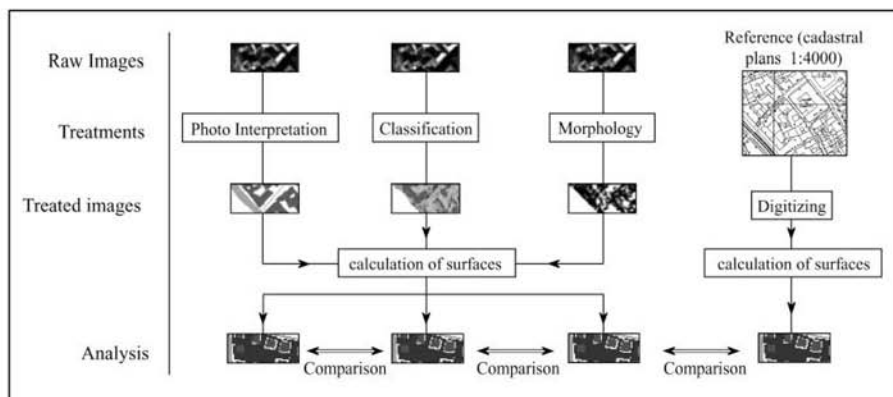 Raw Images
Reference (cadastral
plans 1:4000)
Treatments
Photo Interpretation
Classification
Morphology
Treated images
Digitizing
calculation of surfaces
calculation of surfaces
Analysis
Comparison
Comparison
Comparison